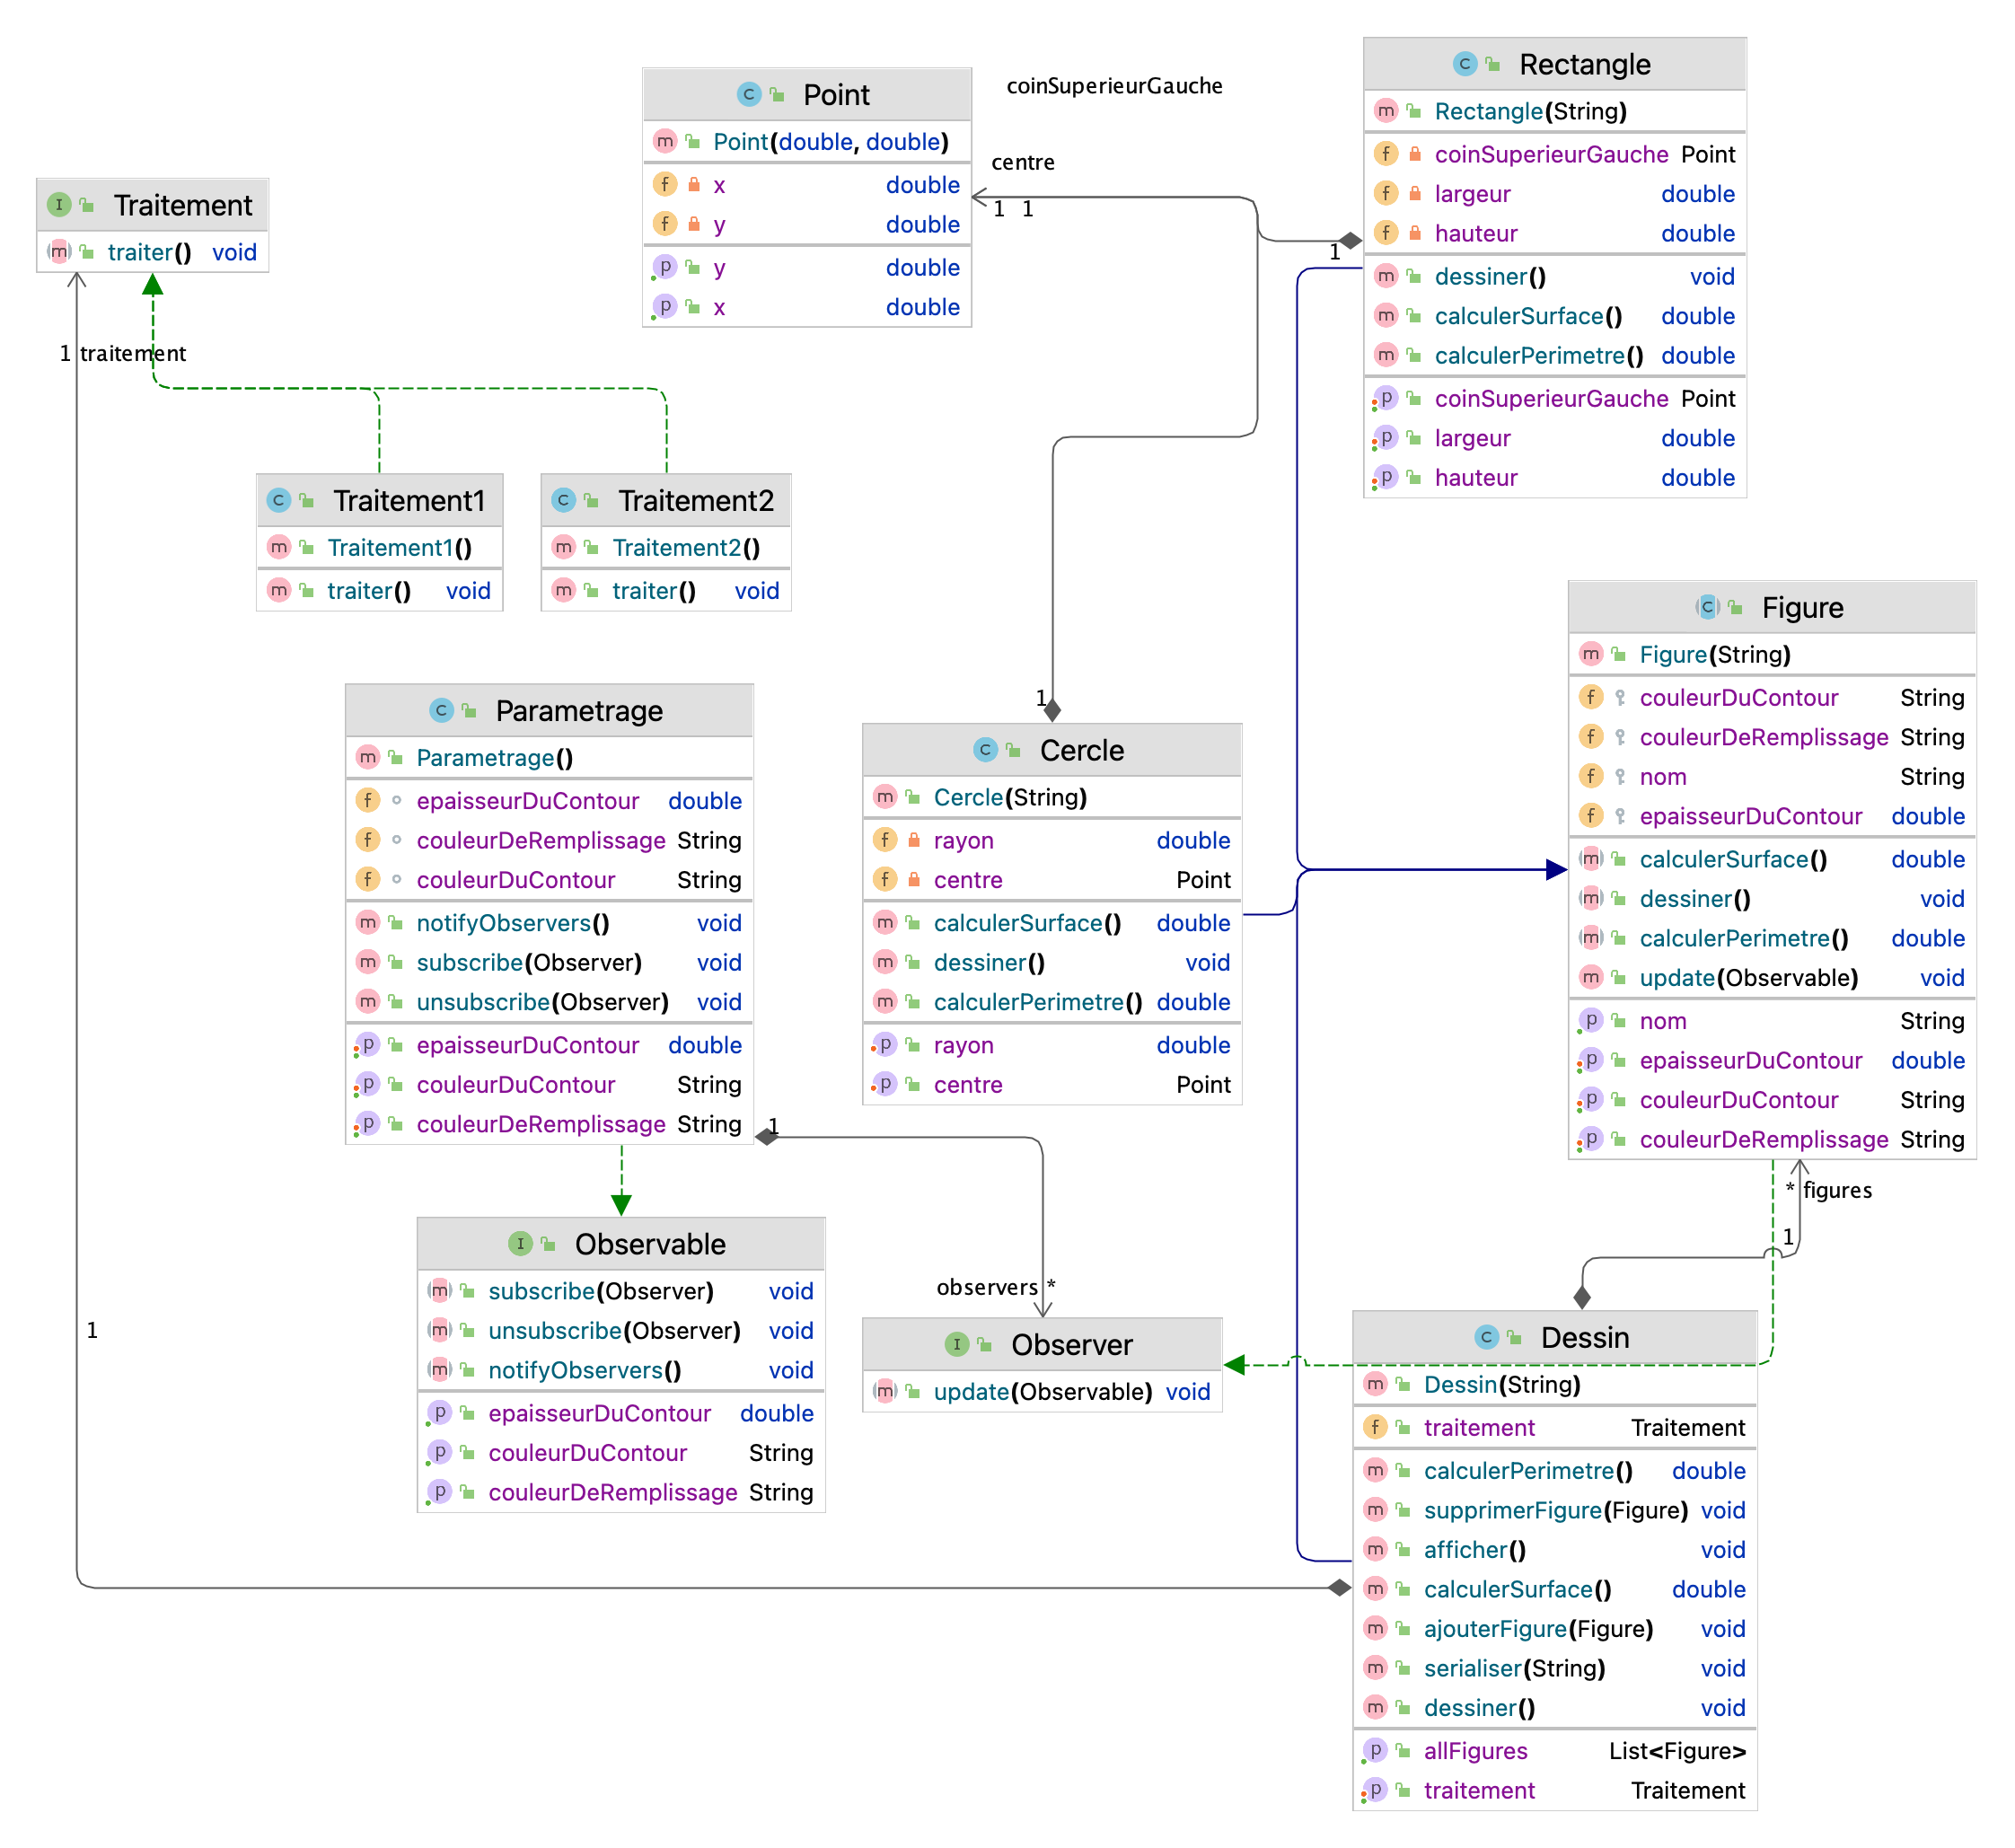 Traitement
traiter() void
1 traitement
1
Point
Point(double, double)
x double
y double
y double
x double
coinSuperieurGauche
centre
1 1
1
Rectangle
Rectangle(String)
coinSuperieurGauche Point
largeur double
hauteur double
dessiner() void
calculerSurface() double
calculerPerimetre() double
coinSuperieurGauche Point
largeur double
hauteur double
Traitement1
Traitement1()
traiter() void
Traitement2
Traitement2()
traiter() void
Figure
Figure(String)
couleurDuContour String
couleurDeRemplissage String
nom String
epaisseurDuContour double
calculerSurface() double
dessiner() void
calculerPerimetre() double
update(Observable) void
nom String
epaisseurDuContour double
couleurDuContour String
couleurDeRemplissage String
* figures
1
Parametrage
Parametrage()
epaisseurDuContour double
couleurDeRemplissage String
couleurDuContour String
notifyObservers() void
subscribe(Observer) void
unsubscribe(Observer) void
epaisseurDuContour double
couleurDuContour String
couleurDeRemplissage String
1
1
Cercle
Cercle(String)
rayon double
centre Point
calculerSurface() double
dessiner() void
calculerPerimetre() double
rayon double
centre Point
Observable
subscribe(Observer) void
unsubscribe(Observer) void
notifyObservers() void
epaisseurDuContour double
couleurDuContour String
couleurDeRemplissage String
observers *
Observer
update(Observable) void
Dessin
Dessin(String)
traitement Traitement
calculerPerimetre() double
supprimerFigure(Figure) void
afficher() void
calculerSurface() double
ajouterFigure(Figure) void
serialiser(String) void
dessiner() void
allFigures List<Figure>
traitement Traitement